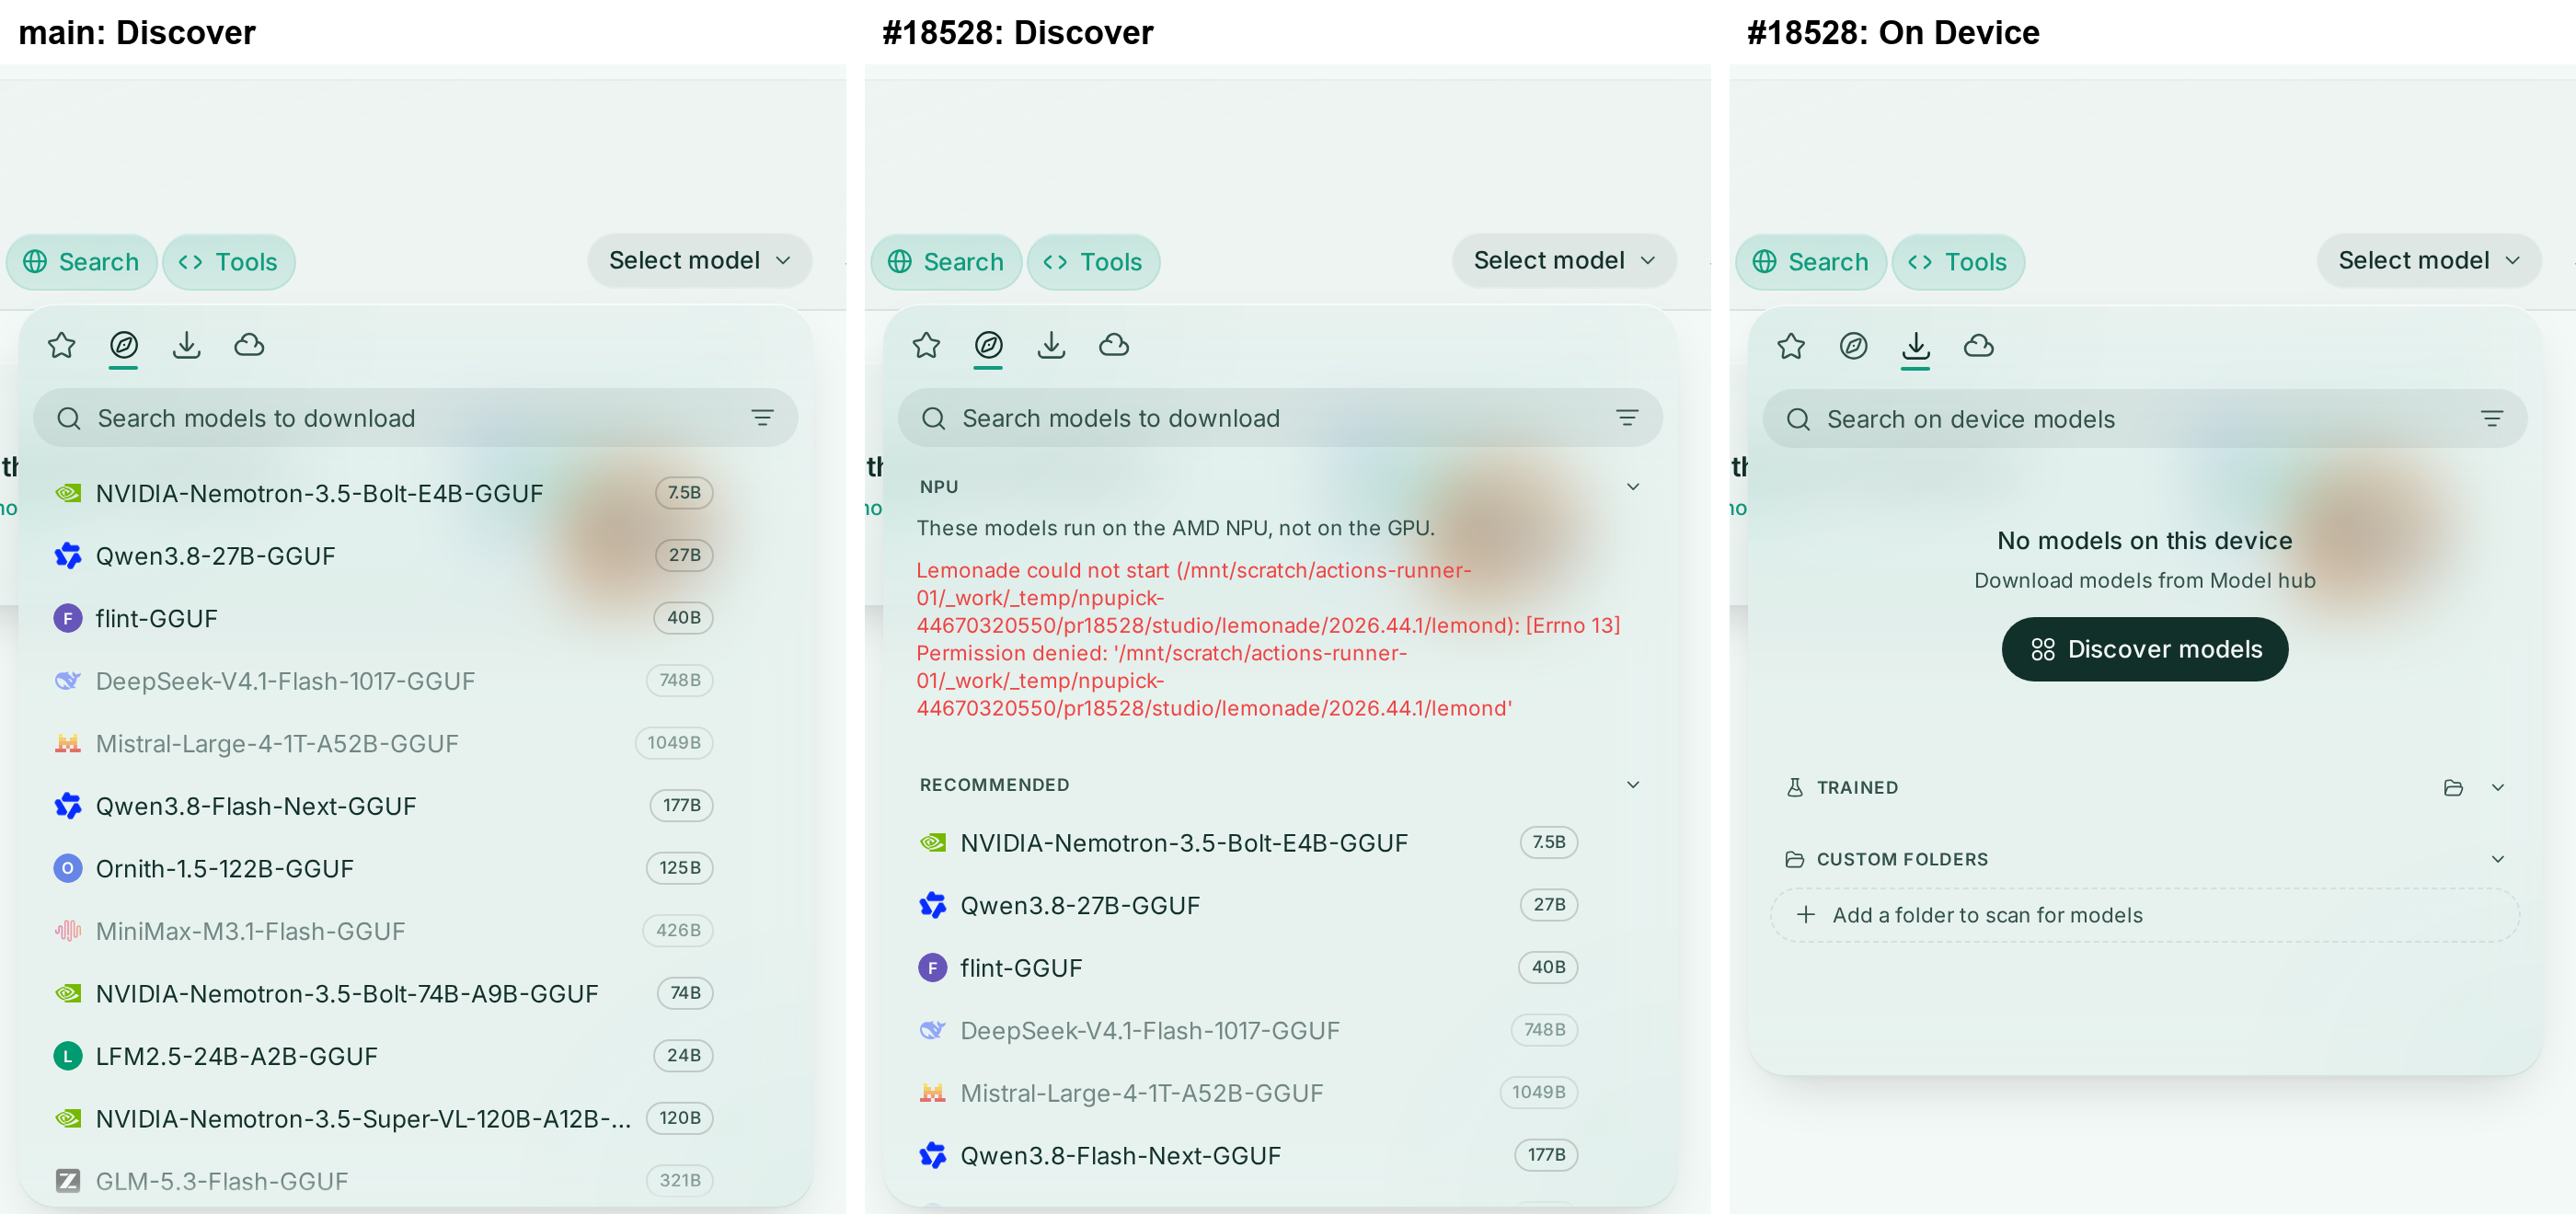 main: Discover
Search
Tools
Select model
Search models to download
NVIDIA-Nemotron-3.5-Bolt-E4B-GGUF 7.5B
Qwen3.8-27B-GGUF 27B
F flint-GGUF 40B
DeepSeek-V4.1-Flash-1017-GGUF 748B
Mistral-Large-4-1T-A52B-GGUF 1049B
Qwen3.8-Flash-Next-GGUF 177B
O Ornith-1.5-122B-GGUF 125B
MiniMax-M3.1-Flash-GGUF 426B
NVIDIA-Nemotron-3.5-Bolt-74B-A9B-GGUF 74B
L LFM2.5-24B-A2B-GGUF 24B
NVIDIA-Nemotron-3.5-Super-VL-120B-A12B-... 120B
Z GLM-5.3-Flash-GGUF 321B
#18528: Discover
Search
Tools
Select model
Search models to download
NPU
These models run on the AMD NPU, not on the GPU.
Lemonade could not start (/mnt/scratch/actions-runner-
01/_work/_temp/npupick-
44670320550/pr18528/studio/lemonade/2026.44.1/lemond): [Errno 13]
Permission denied: '/mnt/scratch/actions-runner-
01/_work/_temp/npupick-
44670320550/pr18528/studio/lemonade/2026.44.1/lemond'
RECOMMENDED
NVIDIA-Nemotron-3.5-Bolt-E4B-GGUF 7.5B
Qwen3.8-27B-GGUF 27B
F flint-GGUF 40B
DeepSeek-V4.1-Flash-1017-GGUF 748B
Mistral-Large-4-1T-A52B-GGUF 1049B
Qwen3.8-Flash-Next-GGUF 177B
#18528: On Device
Search
Tools
Select model
Search on device models
No models on this device
Download models from Model hub
Discover models
TRAINED
CUSTOM FOLDERS
Add a folder to scan for models